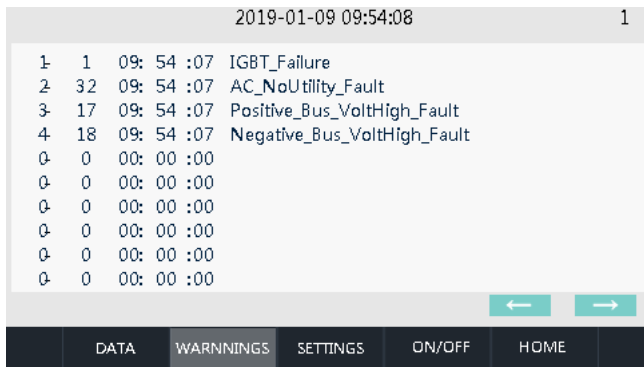 2019-01-09 09:54:08 1
1- 1 09: 54 :07 IGBT_Failure
2- 32 09: 54 :07 AC_NoUtility_Fault
3- 17 09: 54 :07 Positive_Bus_VoltHigh_Fault
4- 18 09: 54 :07 Negative_Bus_VoltHigh_Fault
0- 0 00: 00 :00
0- 0 00: 00 :00
0- 0 00: 00 :00
0- 0 00: 00 :00
0- 0 00: 00 :00
0- 0 00: 00 :00
← →
DATA WARNNINGS SETTINGS ON/OFF HOME